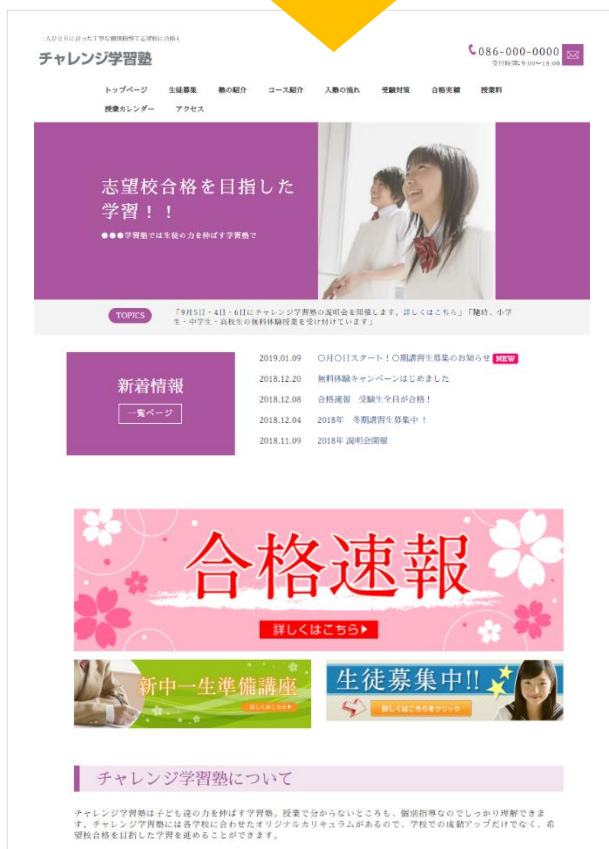 一人ひとりに合った丁寧な個別指導で志望校に合格!
チャレンジ学習塾
086-000-0000
受付時間:9:00〜18:00
トップページ 生徒募集 塾の紹介 コース紹介 入塾の流れ 受験対策 合格実績 授業料
授業カレンダー アクセス
志望校合格を目指した
学習!!
●●●学習塾では生徒の力を伸ばす学習塾で
TOPICS
「9月5日・4日・6日にチャレンジ学習塾の説明会を開催します。詳しくはこちら」「随時、小学
生・中学生・高校生の無料体験授業を受け付けています」
新着情報
一覧ページ
2019.01.09 〇月〇日スタート!〇期講習生募集のお知らせ NEW
2018.12.20 無料体験キャンペーンはじめました
2018.12.08 合格速報 受験生全員が合格!
2018.12.04 2018年 冬期講習生募集中!
2018.11.09 2018年 説明会開催
合格速報
詳しくはこちら▶
新中一生準備講座
詳しくはこちら▶
生徒募集中!!
詳しくはこちらをクリック
チャレンジ学習塾について
チャレンジ学習塾は子ども達の力を伸ばす学習塾。授業で分からないところも、個別指導なのでしっかり理解できま
す。チャレンジ学習塾には各学校に合わせたオリジナルカリキュラムがあるので、学校での成績アップだけでなく、志
望校合格を目指した学習を進めることができます。